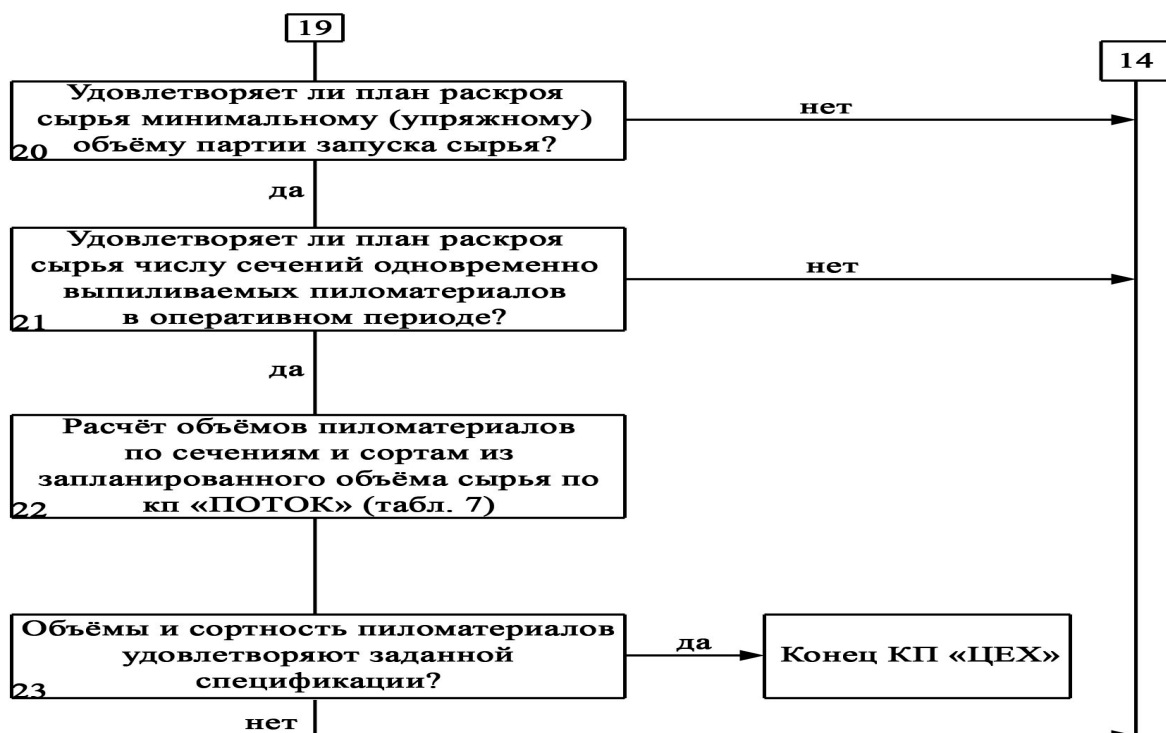 19
14
Удовлетворяет ли план раскроя
сырья минимальному (упряжному)
объёму партии запуска сырья?
20
нет
да
Удовлетворяет ли план раскроя
сырья числу сечений одновременно
выпиливаемых пиломатериалов
в оперативном периоде?
21
нет
да
Расчёт объёмов пиломатериалов
по сечениям и сортам из
запланированного объёма сырья по
кп «ПОТОК» (табл. 7)
22
Объёмы и сортность пиломатериалов
удовлетворяют заданной
спецификации?
23
да
Конец КП «ЦЕХ»
нет